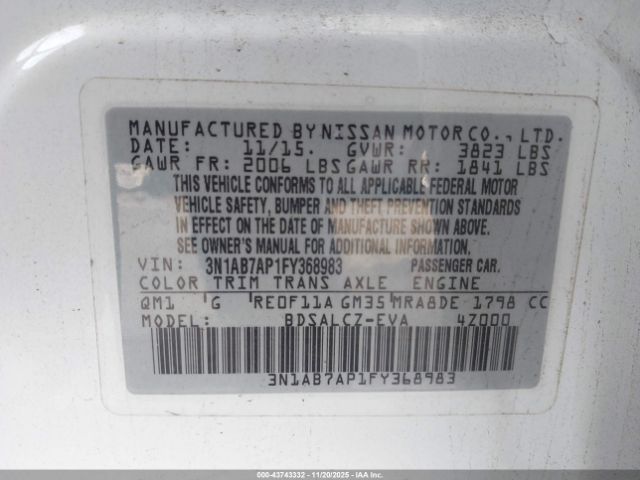 MANUFACTURED BY NISSAN MOTOR CO., LTD.
DATE: 11/15. GVWR: 3823 LBS
GAWR FR: 2006 LBS GAWR RR: 1841 LBS
THIS VEHICLE CONFORMS TO ALL APPLICABLE FEDERAL MOTOR
VEHICLE SAFETY, BUMPER AND THEFT PREVENTION STANDARDS
IN EFFECT ON THE DATE OF MANUFACTURE SHOWN ABOVE.
SEE OWNER'S MANUAL FOR ADDITIONAL INFORMATION.
VIN: 3N1AB7AP1FY368983 PASSENGER CAR.
COLOR TRIM TRANS AXLE ENGINE
QM1 G RE0F11A GM35 MRA8DE 1798 CC
MODEL: BDSALCZ-EVA 4Z000
3N1AB7AP1FY368983
000-43743332 - 11/20/2025 - IAA, Inc.